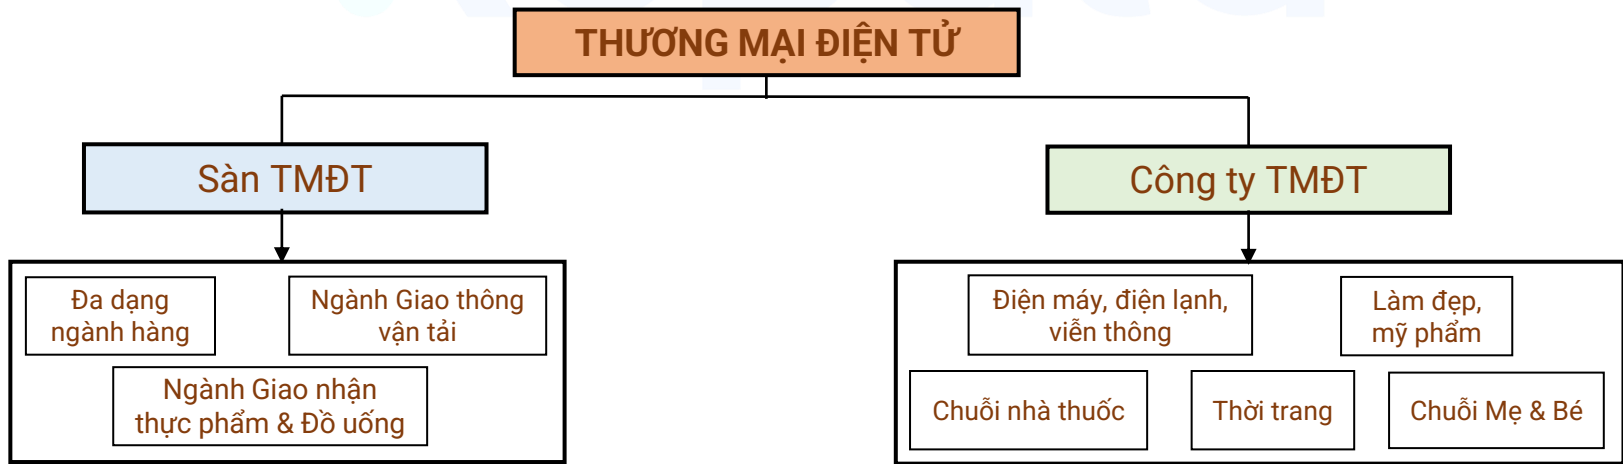 THƯƠNG MẠI ĐIỆN TỬ
Sàn TMĐT
Công ty TMĐT
Đa dạng
ngành hàng
Ngành Giao thông
vận tải
Ngành Giao nhận
thực phẩm & Đồ uống
Điện máy, điện lạnh,
viễn thông
Làm đẹp,
mỹ phẩm
Chuỗi nhà thuốc
Thời trang
Chuỗi Mẹ & Bé